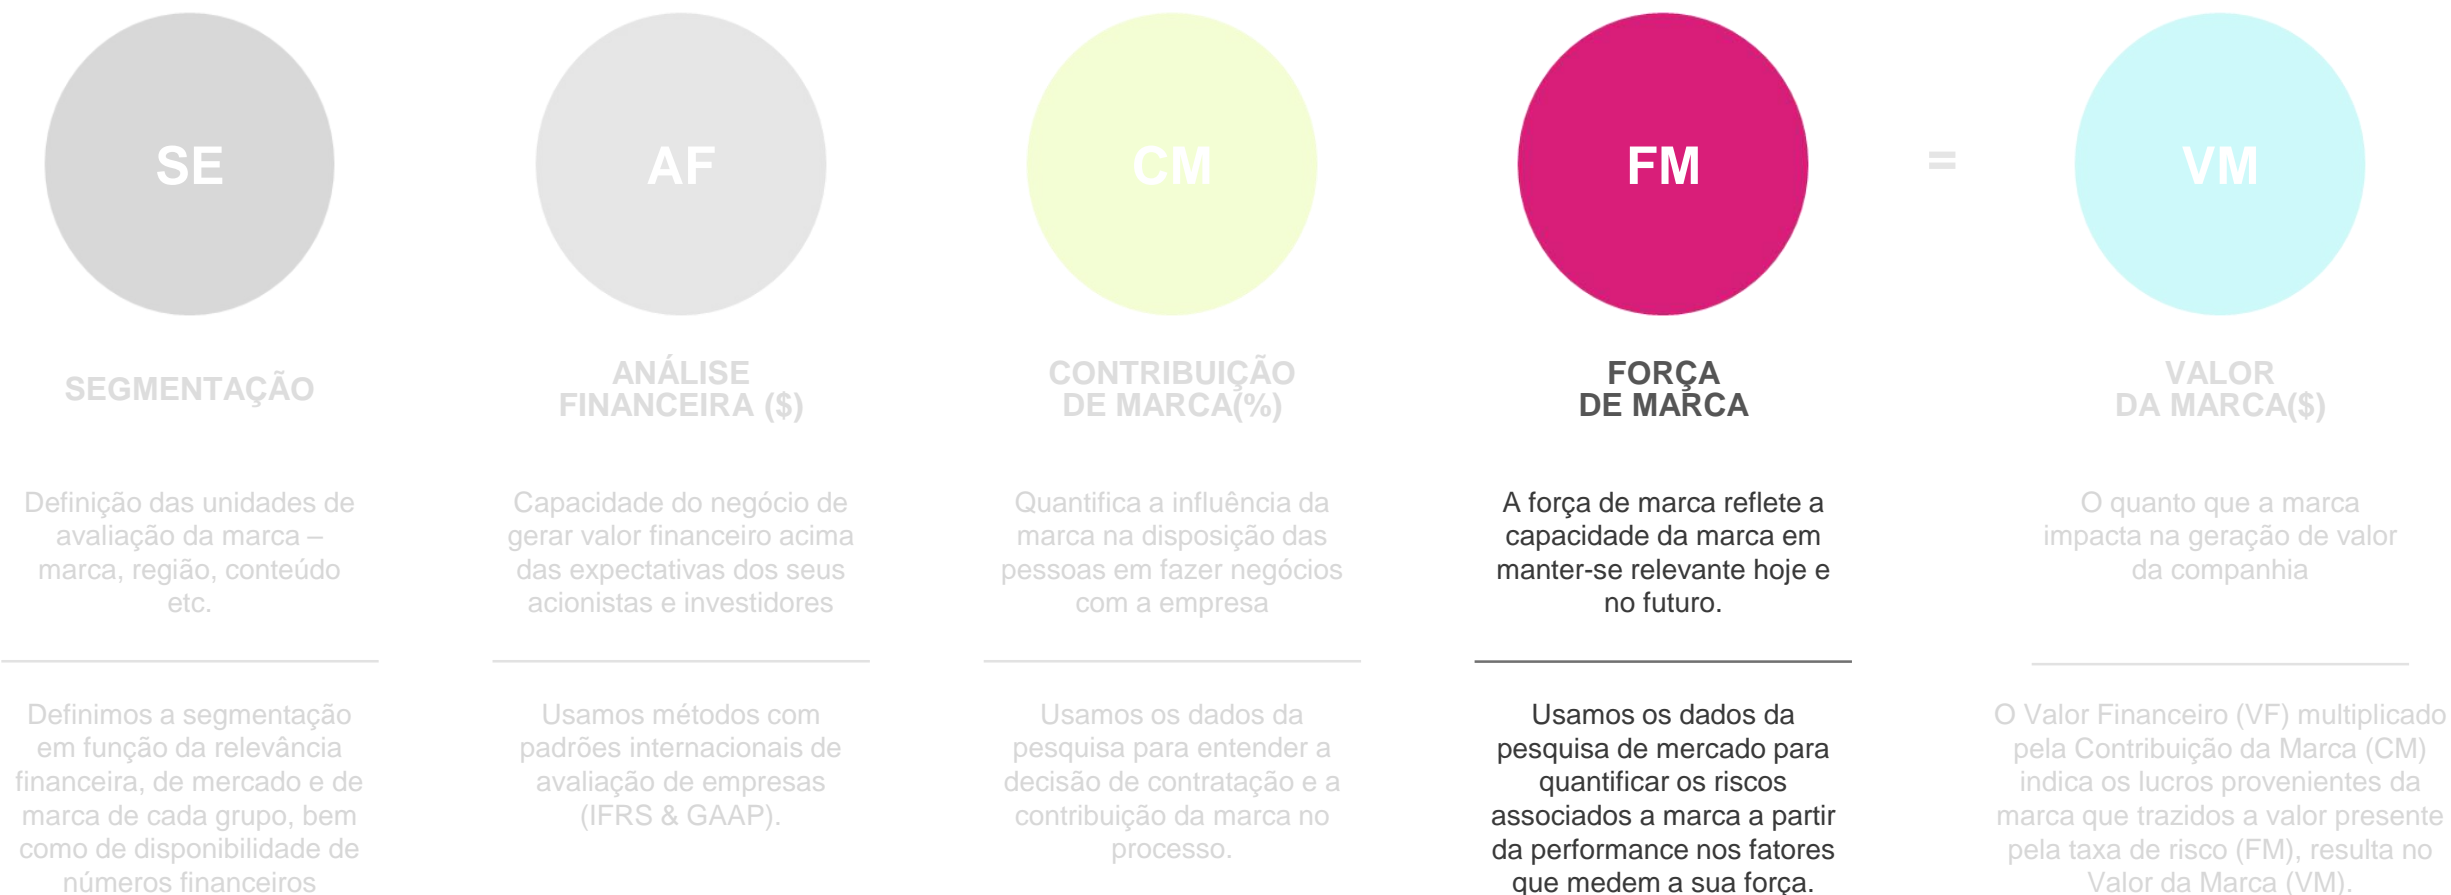 SE
SEGMENTAÇÃO
Definição das unidades de
avaliação da marca –
marca, região, conteúdo
etc.
Definimos a segmentação
em função da relevância
financeira, de mercado e de
marca de cada grupo, bem
como de disponibilidade de
números financeiros
AF
ANÁLISE
FINANCEIRA ($)
Capacidade do negócio de
gerar valor financeiro acima
das expectativas dos seus
acionistas e investidores
Usamos métodos com
padrões internacionais de
avaliação de empresas
(IFRS & GAAP).
CM
CONTRIBUIÇÃO
DE MARCA(%)
Quantifica a influência da
marca na disposição das
pessoas em fazer negócios
com a empresa
Usamos os dados da
pesquisa para entender a
decisão de contratação e a
contribuição da marca no
processo.
FM
FORÇA
DE MARCA
A força de marca reflete a
capacidade da marca em
manter-se relevante hoje e
no futuro.
Usamos os dados da
pesquisa de mercado para
quantificar os riscos
associados a marca a partir
da performance nos fatores
que medem a sua força.
=
VM
VALOR
DA MARCA($)
O quanto que a marca
impacta na geração de valor
da companhia
O Valor Financeiro (VF) multiplicado
pela Contribuição da Marca (CM)
indica os lucros provenientes da
marca que trazidos a valor presente
pela taxa de risco (FM), resulta no
Valor da Marca (VM).